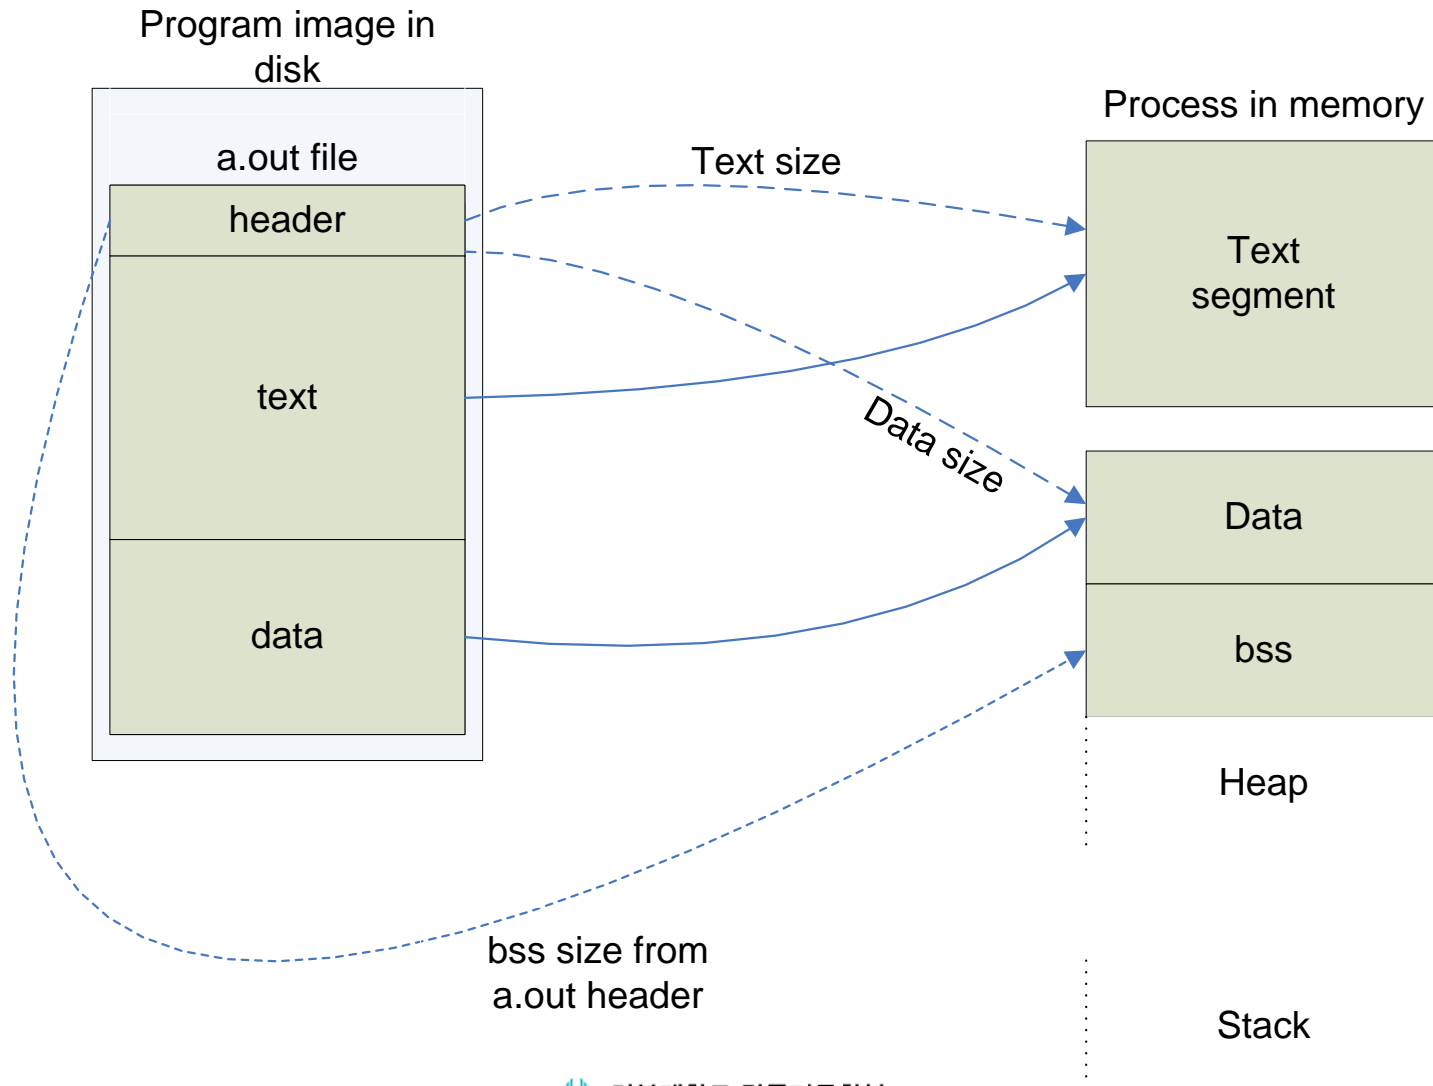 Program image in
disk
a.out file
header
text
data
Text size
Data size
bss size from
a.out header
Process in memory
Text
segment
Data
bss
Heap
Stack